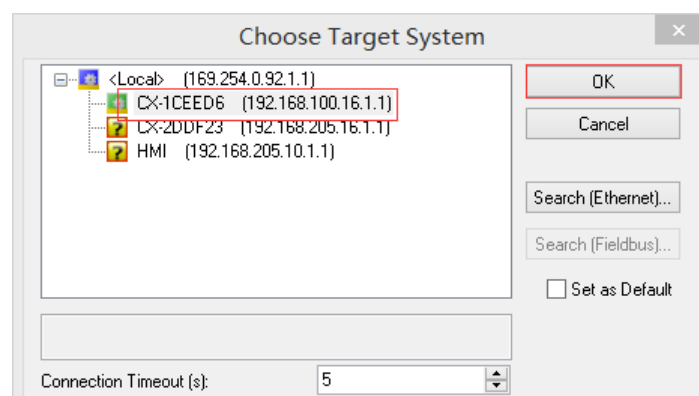 Choose Target System
<Local> (169.254.0.92.1.1)
CX-1CEED6 (192.168.100.16.1.1)
CX-2DDF23 (192.168.205.16.1.1)
HMI (192.168.205.10.1.1)
OK
Cancel
Search (Ethernet)...
Search (Fieldbus)...
Set as Default
Connection Timeout (s):
5